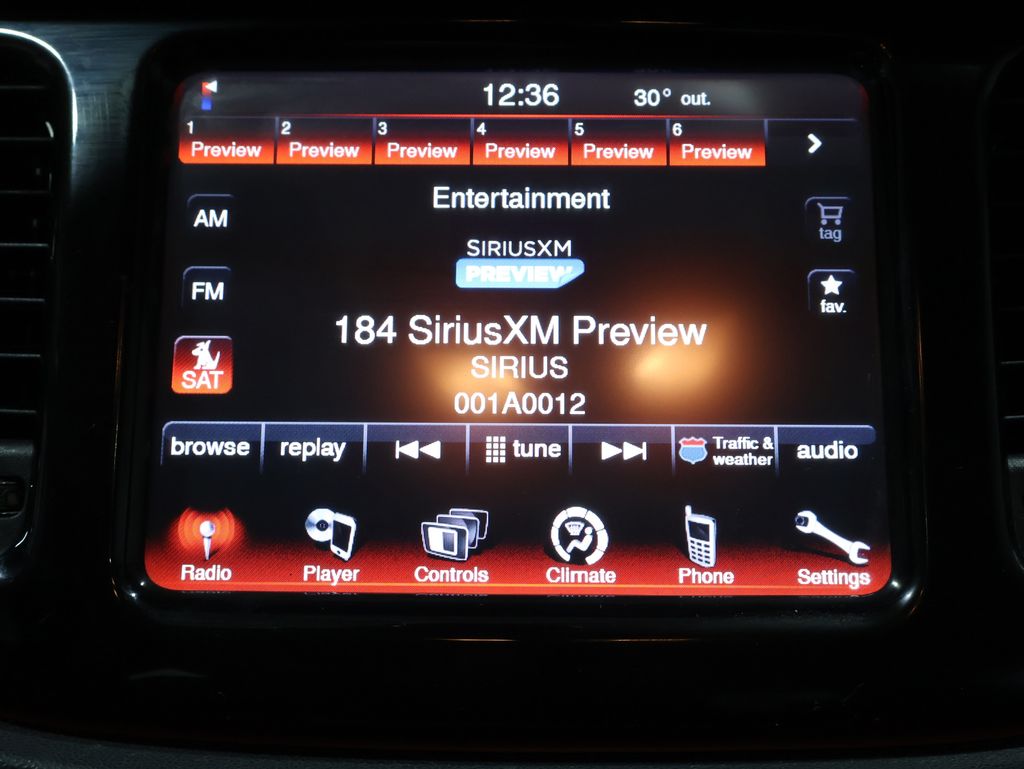 12:36 30° out.
1 2 3 4 5 6
Preview Preview Preview Preview Preview Preview
Entertainment
AM
tag
SIRIUSXM
PREVIEW
FM
fav.
184 SiriusXM Preview
SIRIUS
SAT
001A0012
browse replay tune Traffic & weather audio
Radio Player Controls Climate Phone Settings